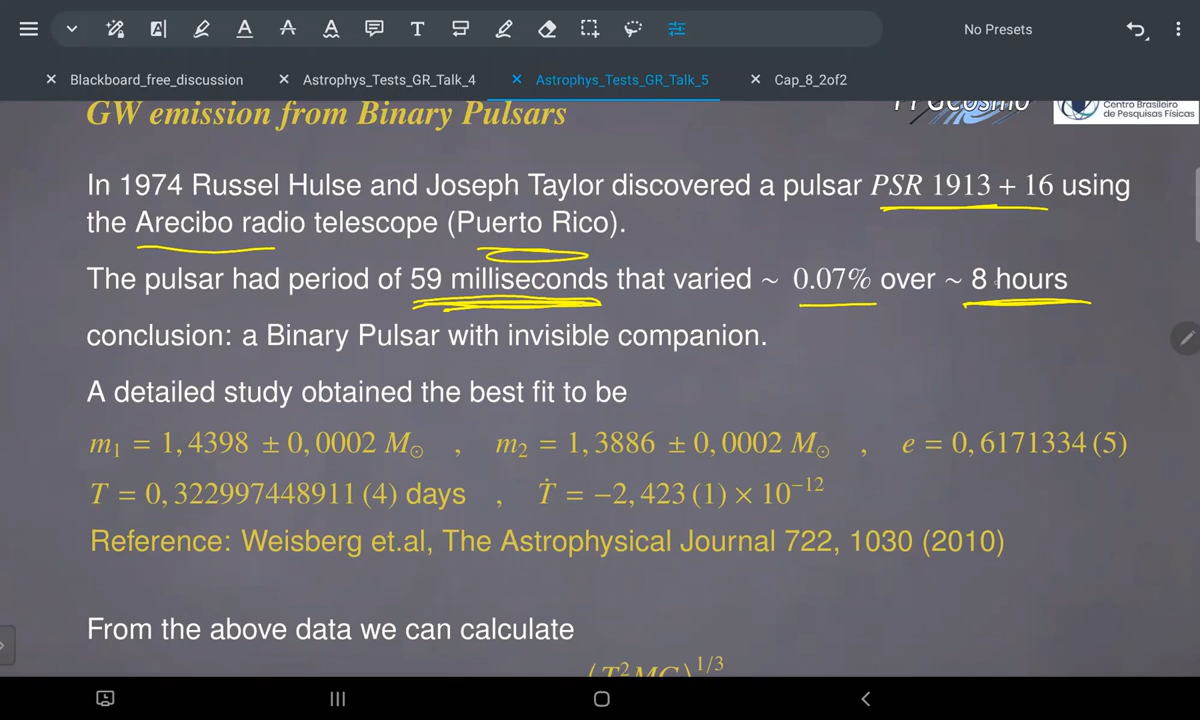 No Presets
Blackboard_free_discussion
Astrophys_Tests_GR_Talk_4
Astrophys_Tests_GR_Talk_5
Cap_8_2of2
GW emission from Binary Pulsars
Centro Brasileiro
de Pesquisas Físicas
In 1974 Russel Hulse and Joseph Taylor discovered a pulsar PSR 1913 + 16 using
the Arecibo radio telescope (Puerto Rico).
The pulsar had period of 59 milliseconds that varied ~ 0.07% over ~ 8 hours
conclusion: a Binary Pulsar with invisible companion.
A detailed study obtained the best fit to be
m₁ = 1,4398 ± 0,0002 M☉ , m₂ = 1,3886 ± 0,0002 M☉ , e = 0,6171334 (5)
T = 0,322997448911 (4) days , Ṫ = −2,423 (1) × 10⁻¹²
Reference: Weisberg et.al, The Astrophysical Journal 722, 1030 (2010)
From the above data we can calculate
(T²MG)^1/3